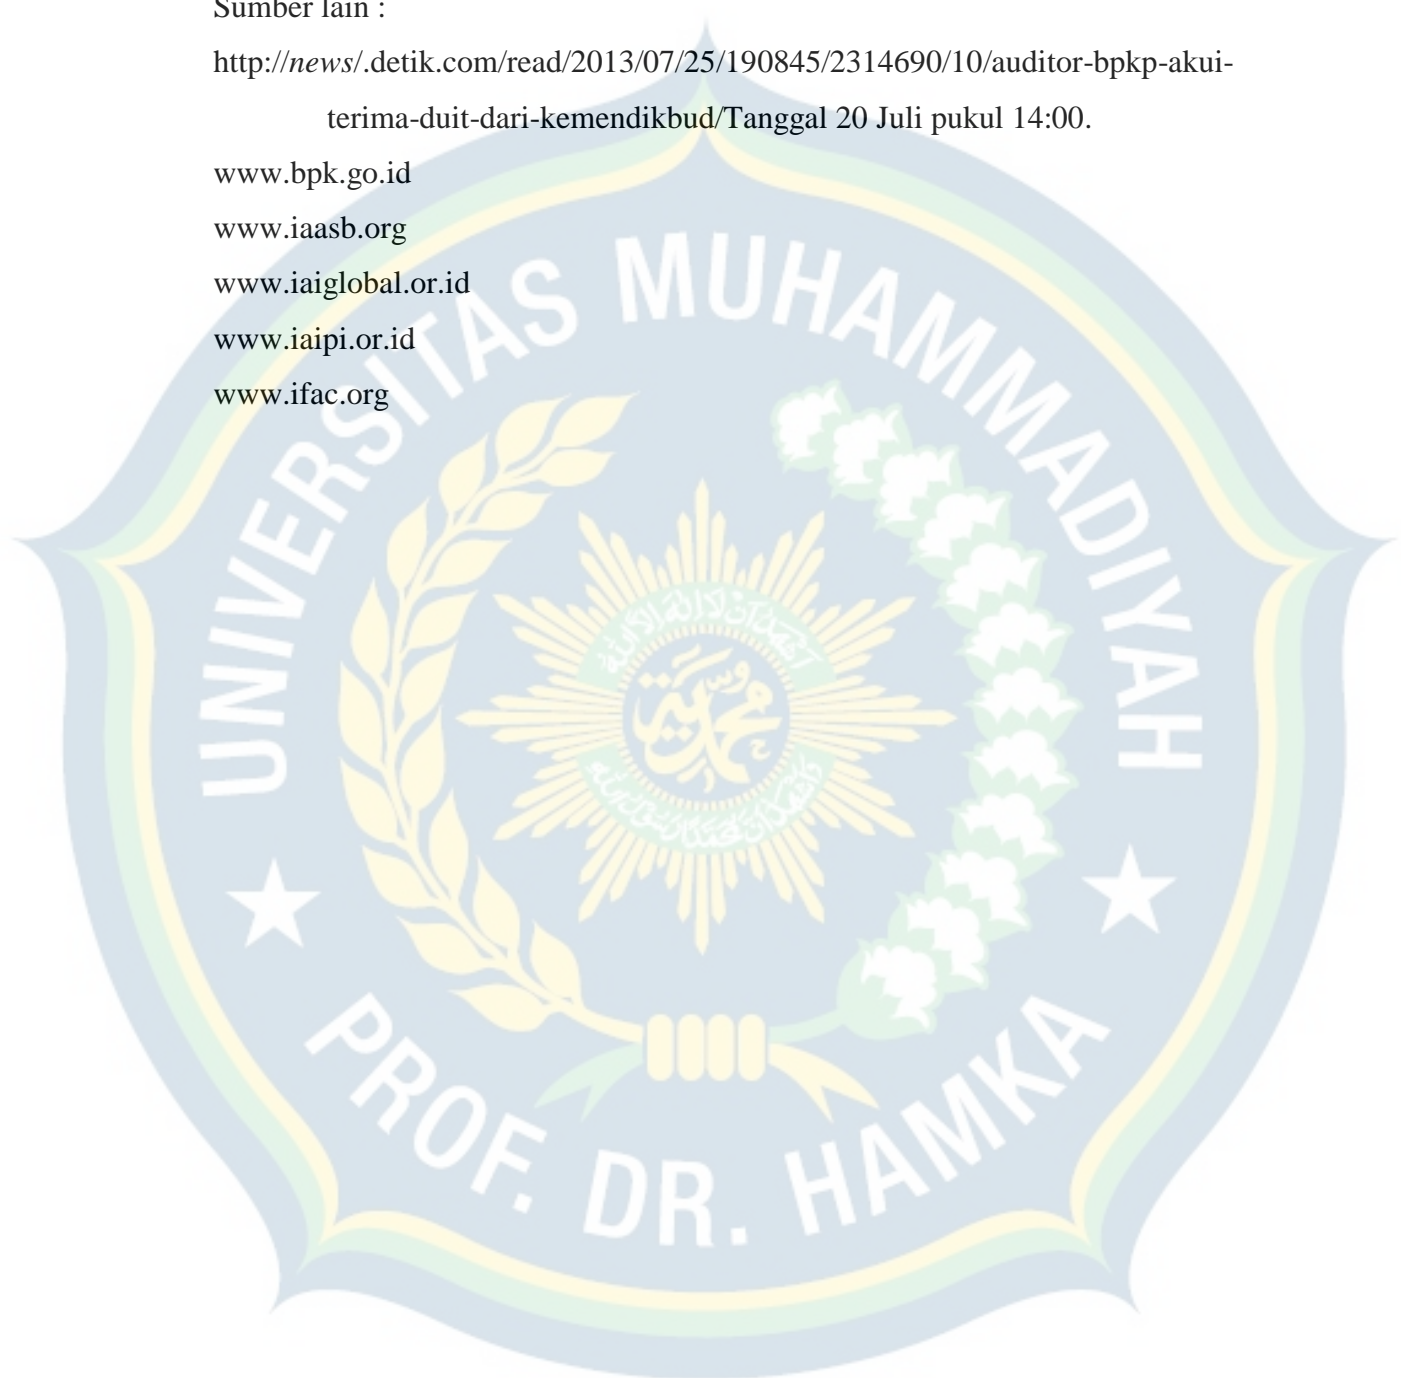 Sumber lain :
http://news/.detik.com/read/2013/07/25/190845/2314690/10/auditor-bpkp-akui-
terima-duit-dari-kemendikbud/Tanggal 20 Juli pukul 14:00.
www.bpk.go.id
www.iaasb.org
www.iaiglobal.or.id
www.iaipi.or.id
www.ifac.org
UNIVERSITAS MUHAMMADIYAH
PROF. DR. HAMKA